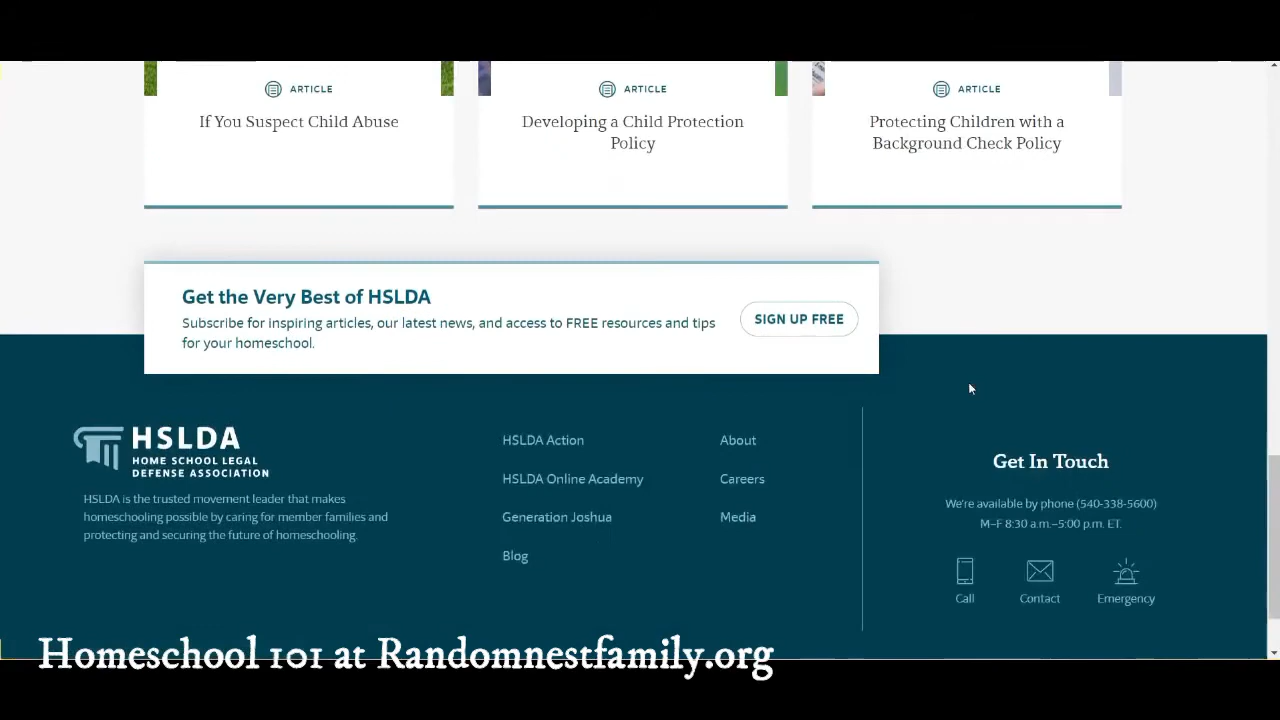 ARTICLE
If You Suspect Child Abuse
ARTICLE
Developing a Child Protection
Policy
ARTICLE
Protecting Children with a
Background Check Policy
Get the Very Best of HSLDA
Subscribe for inspiring articles, our latest news, and access to FREE resources and tips
for your homeschool.
SIGN UP FREE
HSLDA
HOME SCHOOL LEGAL
DEFENSE ASSOCIATION
HSLDA is the trusted movement leader that makes
homeschooling possible by caring for member families and
protecting and securing the future of homeschooling.
HSLDA Action
HSLDA Online Academy
Generation Joshua
Blog
About
Careers
Media
Get In Touch
We're available by phone (540-338-5600)
M–F 8:30 a.m.–5:00 p.m. ET.
Call
Contact
Emergency
Homeschool 101 at Randomnestfamily.org